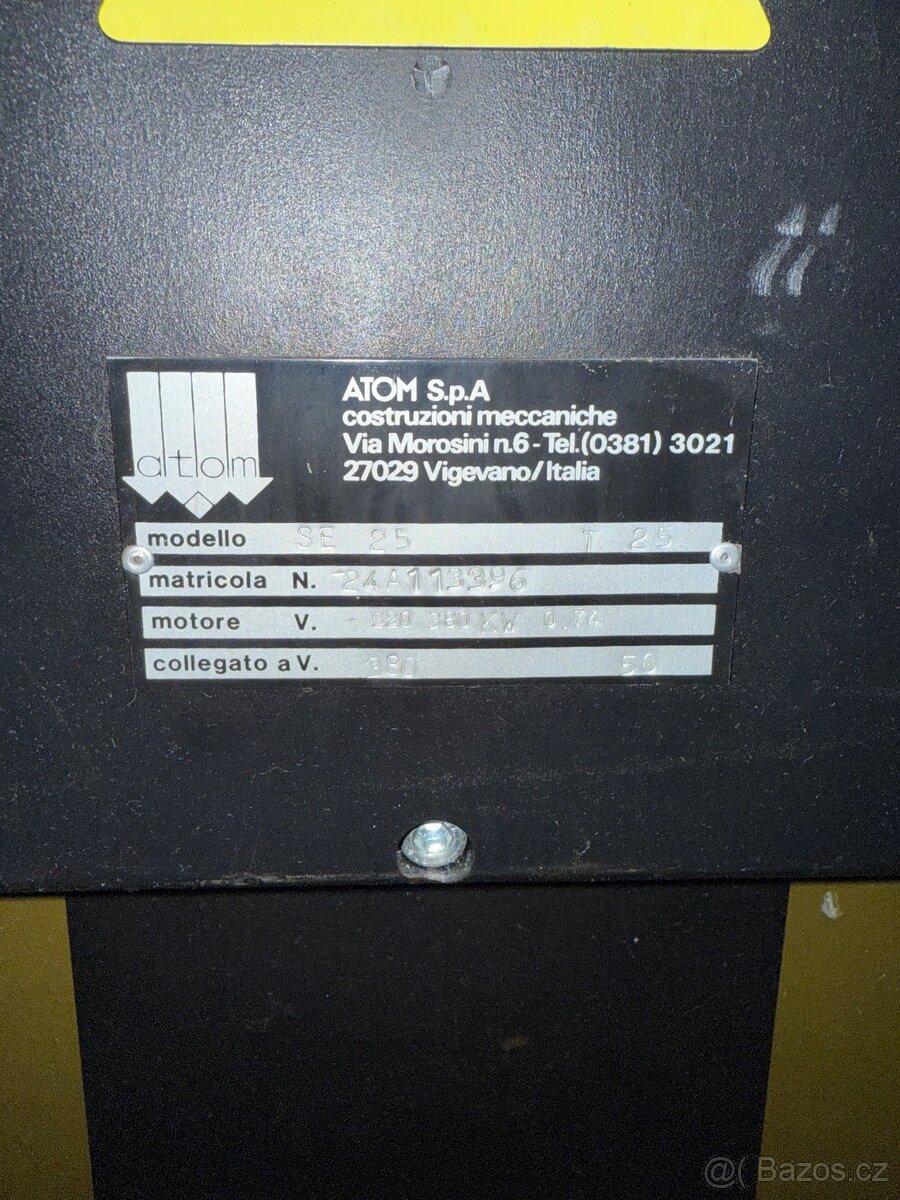 atom
ATOM S.p.A
costruzioni meccaniche
Via Morosini n.6 - Tel.(0381) 3021
27029 Vigevano/Italia
modello SE 25 T 25
matricola N. 24A113396
motore V. - 220 380 KW 0.74
collegato a V. 380 50
@( Bazos.cz